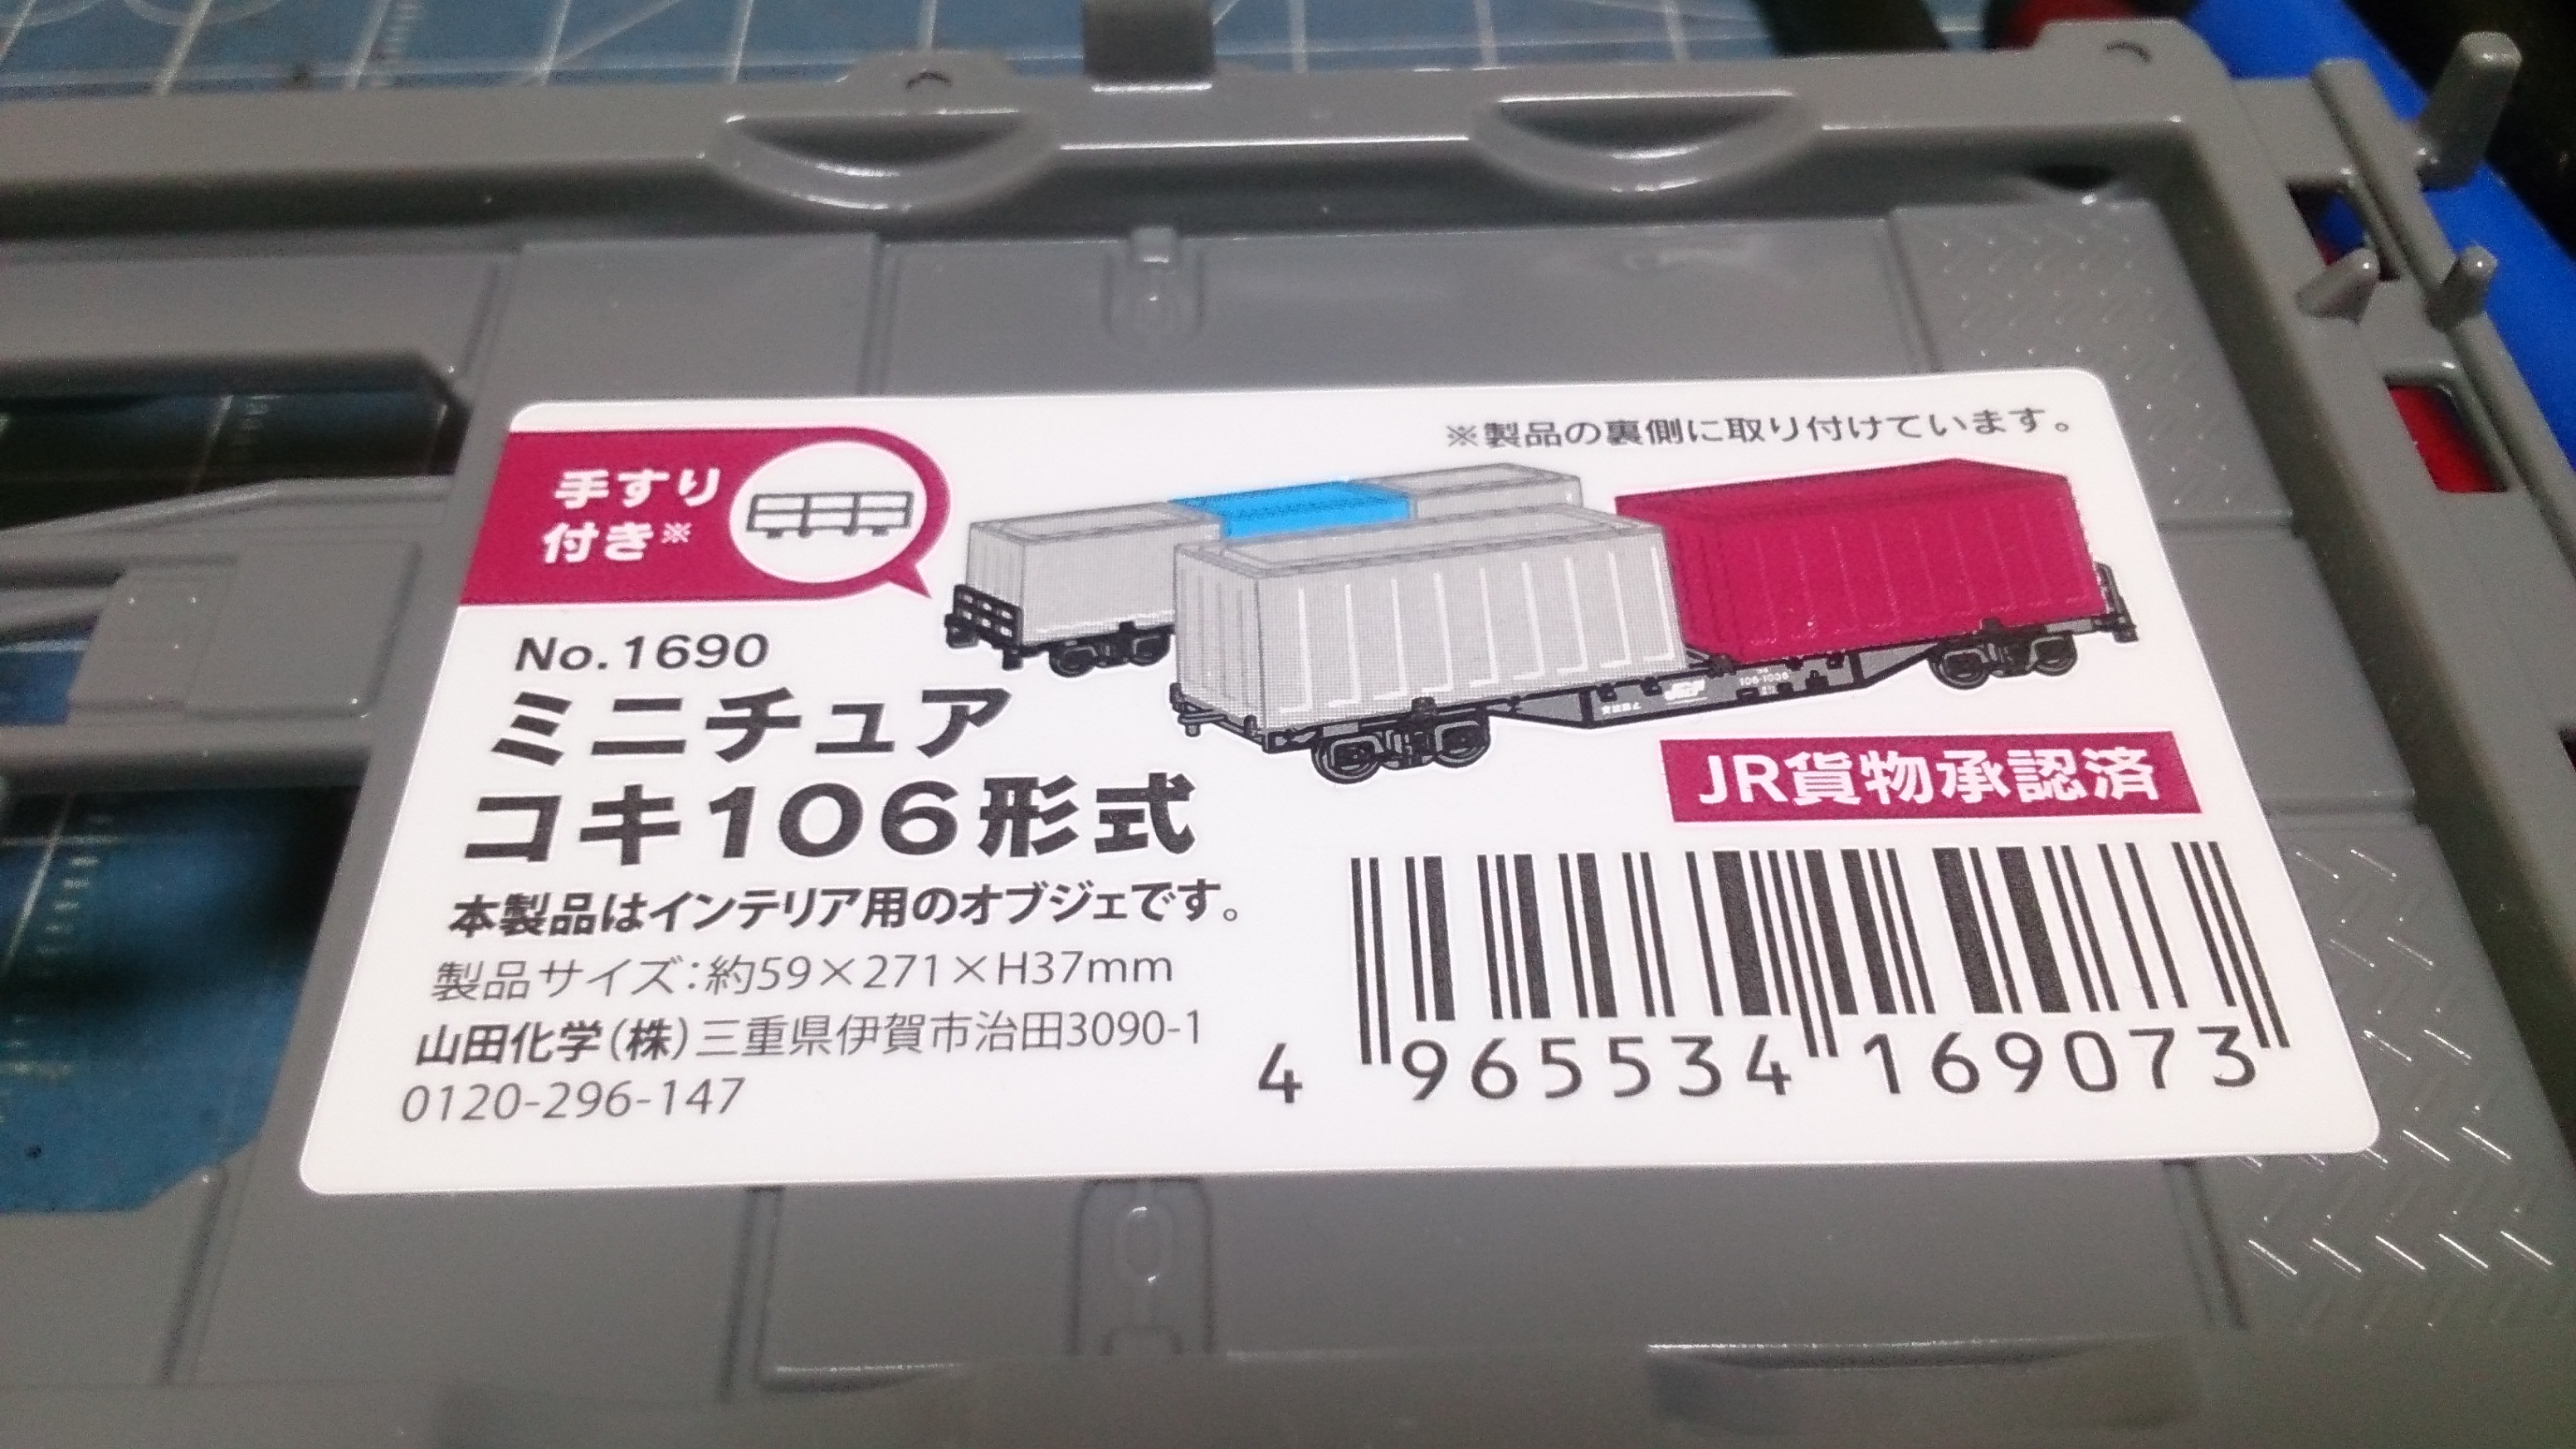 ※製品の裏側に取り付けています。
手すり
付き※
No.1690
ミニチュア
コキ106形式
本製品はインテリア用のオブジェです。
製品サイズ：約59×271×H37mm
山田化学（株）三重県伊賀市治田3090-1
0120-296-147
JR貨物承認済
4 965534 169073